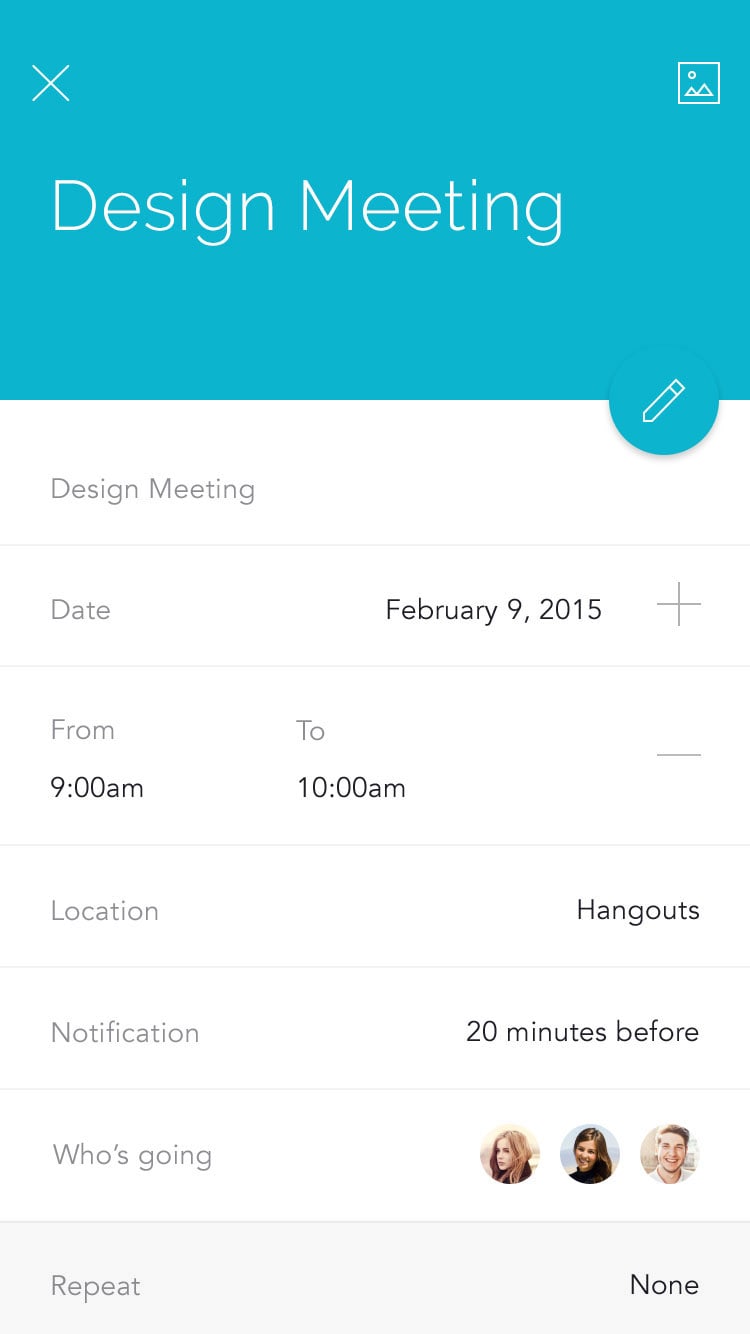 Design Meeting
Design Meeting
Date February 9, 2015
From To
9:00am 10:00am
Location Hangouts
Notification 20 minutes before
Who’s going
Repeat None